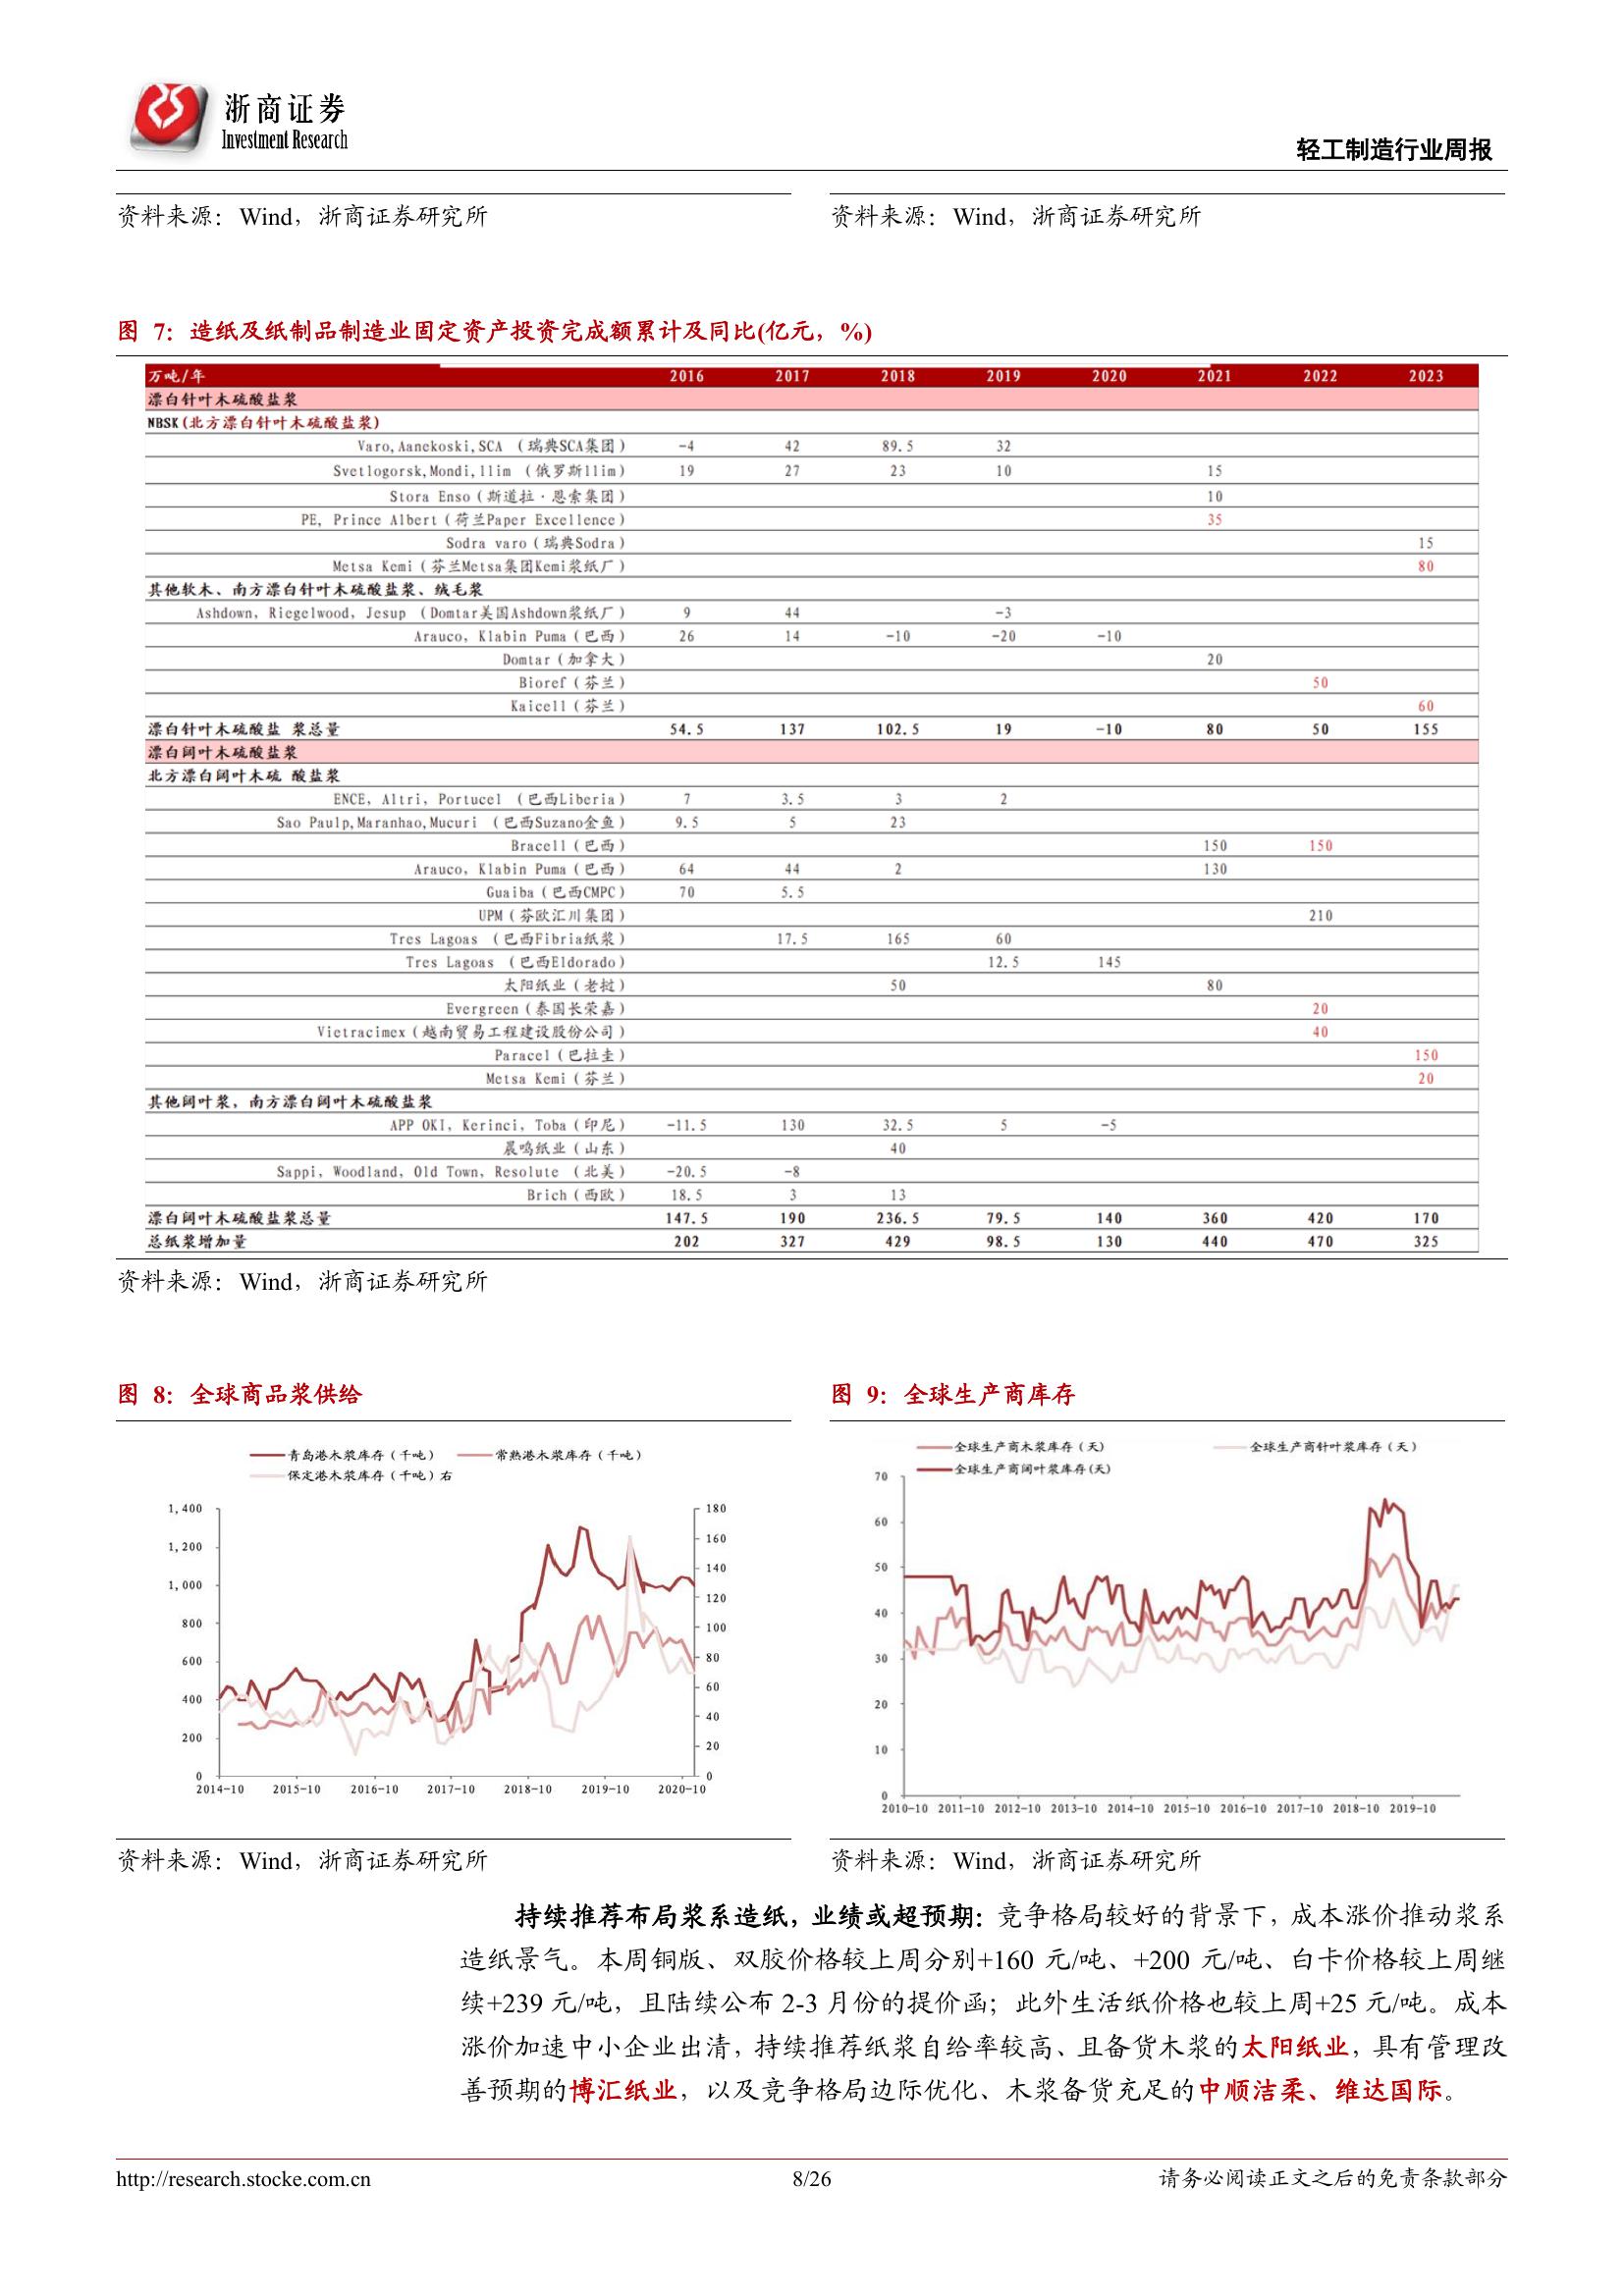 浙商证券
Investment Research
轻工制造行业周报
资料来源：Wind，浙商证券研究所
资料来源：Wind，浙商证券研究所
图 7：造纸及纸制品制造业固定资产投资完成额累计及同比(亿元，%)
万吨/年 2016 2017 2018 2019 2020 2021 2022 2023
漂白针叶木硫酸盐浆
NBSK(北方漂白针叶木硫酸盐浆)
Varo,Aanekoski,SCA （瑞典SCA集团） -4 42 89.5 32
Svetlogorsk,Mondi,llim （俄罗斯llim） 19 27 23 10 15
Stora Enso（斯道拉·恩索集团） 10
PE, Prince Albert（荷兰Paper Excellence） 35
Sodra varo（瑞典Sodra） 15
Metsa Kemi（芬兰Metsa集团Kemi浆纸厂） 80
其他软木、南方漂白针叶木硫酸盐浆、绒毛浆
Ashdown, Riegelwood, Jesup （Domtar美国Ashdown浆纸厂） 9 44 -3
Arauco, Klabin Puma（巴西） 26 14 -10 -20 -10
Domtar（加拿大） 20
Bioref（芬兰） 50
Kaicell（芬兰） 60
漂白针叶木硫酸盐 浆总量 54.5 137 102.5 19 -10 80 50 155
漂白阔叶木硫酸盐浆
北方漂白阔叶木硫 酸盐浆
ENCE, Altri, Portucel （巴西Liberia） 7 3.5 3 2
Sao Paulp,Maranhao,Mucuri （巴西Suzano金鱼） 9.5 5 23
Bracell（巴西） 150 150
Arauco, Klabin Puma（巴西） 64 44 2 130
Guaiba（巴西CMPC） 70 5.5
UPM（芬欧汇川集团） 210
Tres Lagoas （巴西Fibria纸浆） 17.5 165 60
Tres Lagoas （巴西Eldorado） 12.5 145
太阳纸业（老挝） 50 80
Evergreen（泰国长荣嘉） 20
Vietracimex（越南贸易工程建设股份公司） 40
Paracel（巴拉圭） 150
Metsa Kemi（芬兰） 20
其他阔叶浆，南方漂白阔叶木硫酸盐浆
APP OKI, Kerinci, Toba（印尼） -11.5 130 32.5 5 -5
晨鸣纸业（山东） 40
Sappi, Woodland, Old Town, Resolute （北美） -20.5 -8
Brich（西欧） 18.5 3 13
漂白阔叶木硫酸盐浆总量 147.5 190 236.5 79.5 140 360 420 170
总纸浆增加量 202 327 429 98.5 130 440 470 325
资料来源：Wind，浙商证券研究所
图 8：全球商品浆供给
青岛港木浆库存（千吨） 常熟港木浆库存（千吨）
保定港木浆库存（千吨）右
1,400 180
160
1,200
140
1,000
120
800
100
600 80
60
400
40
200
20
0 0
2014-10 2015-10 2016-10 2017-10 2018-10 2019-10 2020-10
资料来源：Wind，浙商证券研究所
图 9：全球生产商库存
全球生产商木浆库存（天） 全球生产商针叶浆库存（天）
全球生产商阔叶浆库存(天)
70
60
50
40
30
20
10
0
2010-10 2011-10 2012-10 2013-10 2014-10 2015-10 2016-10 2017-10 2018-10 2019-10
资料来源：Wind，浙商证券研究所
持续推荐布局浆系造纸，业绩或超预期：竞争格局较好的背景下，成本涨价推动浆系
造纸景气。本周铜版、双胶价格较上周分别+160 元/吨、+200 元/吨、白卡价格较上周继
续+239 元/吨，且陆续公布 2-3 月份的提价函；此外生活纸价格也较上周+25 元/吨。成本
涨价加速中小企业出清，持续推荐纸浆自给率较高、且备货木浆的太阳纸业，具有管理改
善预期的博汇纸业，以及竞争格局边际优化、木浆备货充足的中顺洁柔、维达国际。
http://research.stocke.com.cn
8/26
请务必阅读正文之后的免责条款部分